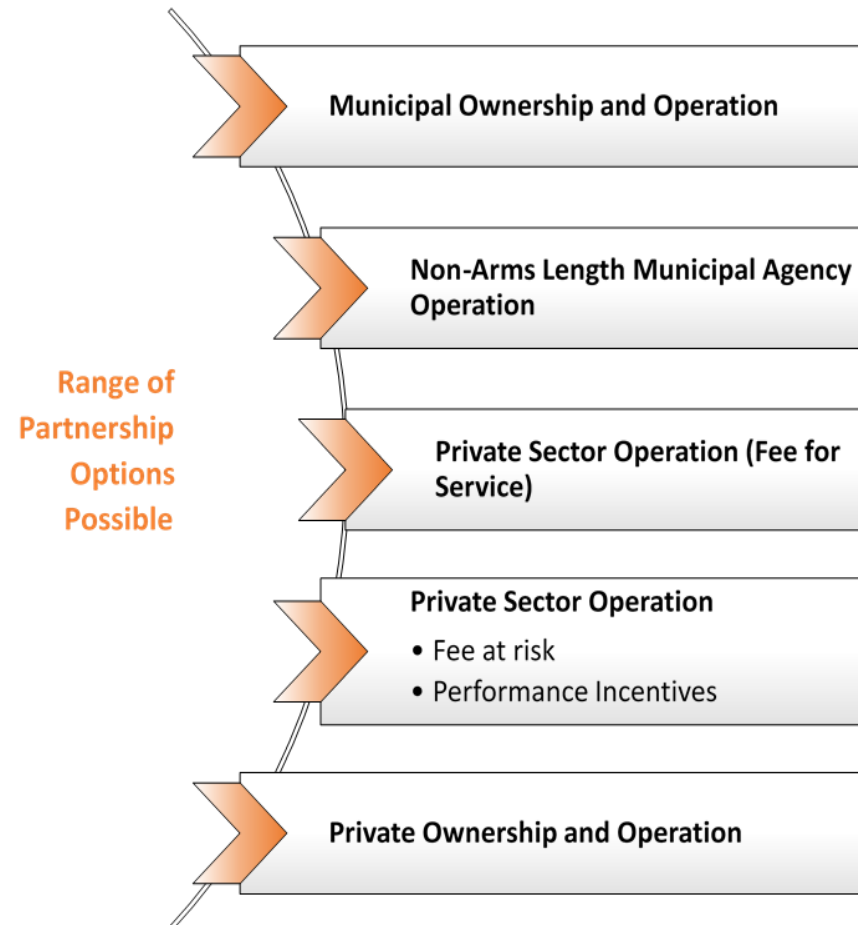 Municipal Ownership and Operation
Non-Arms Length Municipal Agency
Operation
Range of
Partnership
Options
Possible
Private Sector Operation (Fee for
Service)
Private Sector Operation
• Fee at risk
• Performance Incentives
Private Ownership and Operation